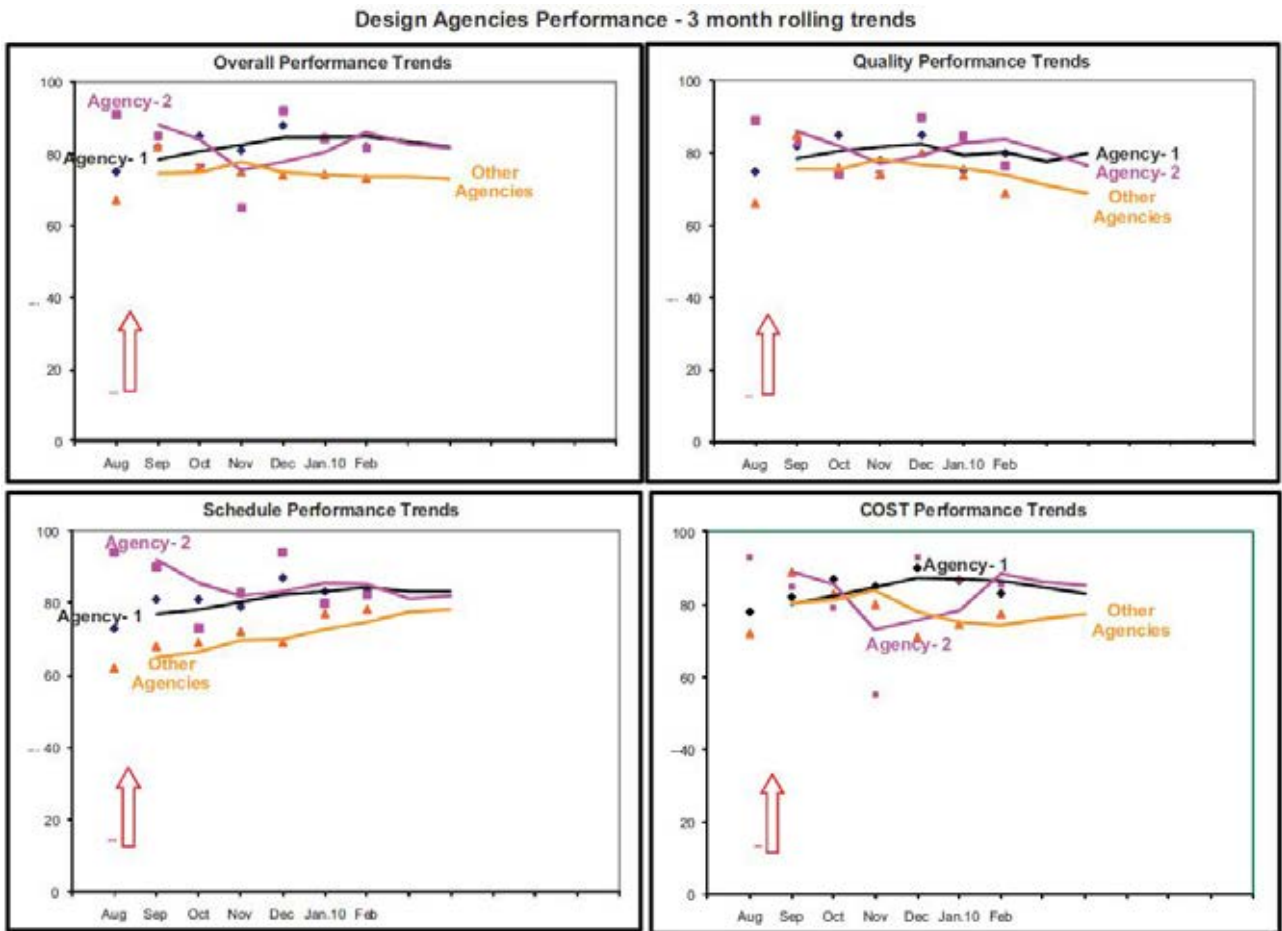 Design Agencies Performance - 3 month rolling trends
Overall Performance Trends
100
80
60
40
20
0
Agency- 2
Agency- 1
Other
Agencies
Aug Sep Oct Nov Dec Jan.10 Feb
Quality Performance Trends
100
80
60
40
20
0
Agency- 1
Agency- 2
Other
Agencies
Aug Sep Oct Nov Dec Jan.10 Feb
Schedule Performance Trends
100
80
60
40
20
0
Agency- 2
Agency- 1
Other
Agencies
Aug Sep Oct Nov Dec Jan.10 Feb
COST Performance Trends
100
80
60
40
20
0
Agency- 1
Agency- 2
Other
Agencies
Aug Sep Oct Nov Dec Jan.10 Feb